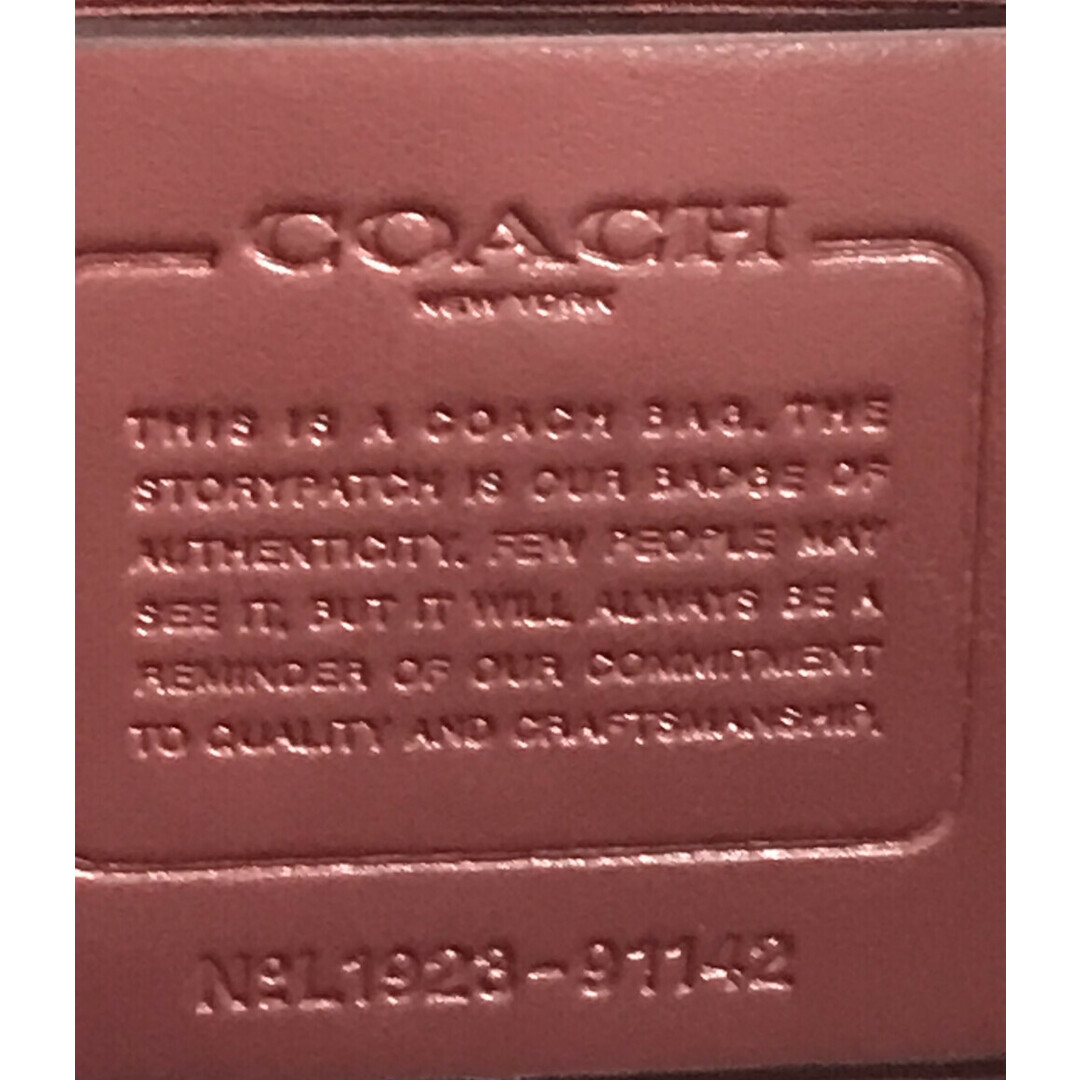 COACH
NEW YORK
THIS IS A COACH BAG. THE
STORYPATCH IS OUR BADGE OF
AUTHENTICITY. FEW PEOPLE MAY
SEE IT, BUT IT WILL ALWAYS BE A
REMINDER OF OUR COMMITMENT
TO QUALITY AND CRAFTSMANSHIP.
Nº L1923-91142